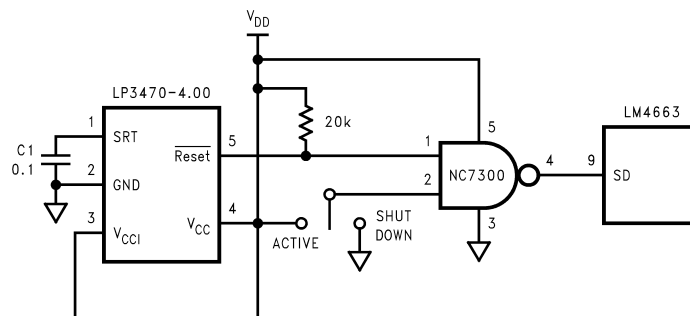 VDD
LP3470-4.00
1
SRT
C1
0.1
2
GND
3
VCCI
5
Reset
4
VCC
20k
ACTIVE
SHUT
DOWN
1
2
NC7300
5
3
4
LM4663
9
SD